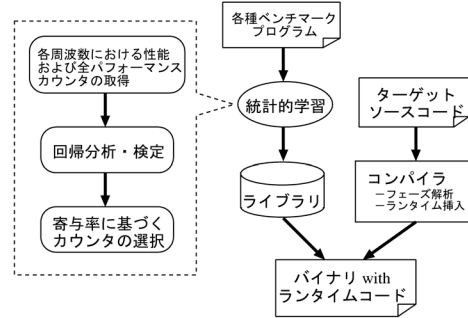 各種ベンチマーク
プログラム
各周波数における性能
および全パフォーマンス
カウンタの取得
統計的学習
ターゲット
ソースコード
回帰分析・検定
ライブラリ
コンパイラ
－フェーズ解析
－ランタイム挿入
寄与率に基づく
カウンタの選択
バイナリ with
ランタイムコード